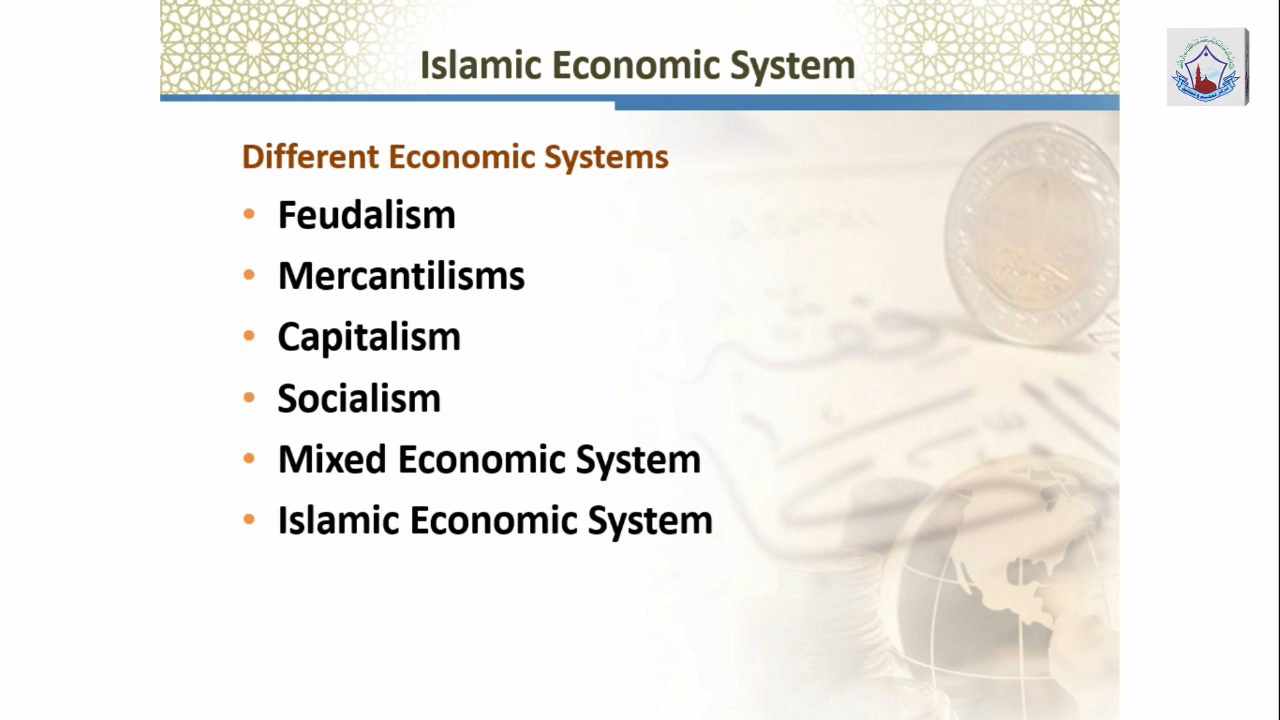 Islamic Economic System
Different Economic Systems
• Feudalism
• Mercantilisms
• Capitalism
• Socialism
• Mixed Economic System
• Islamic Economic System